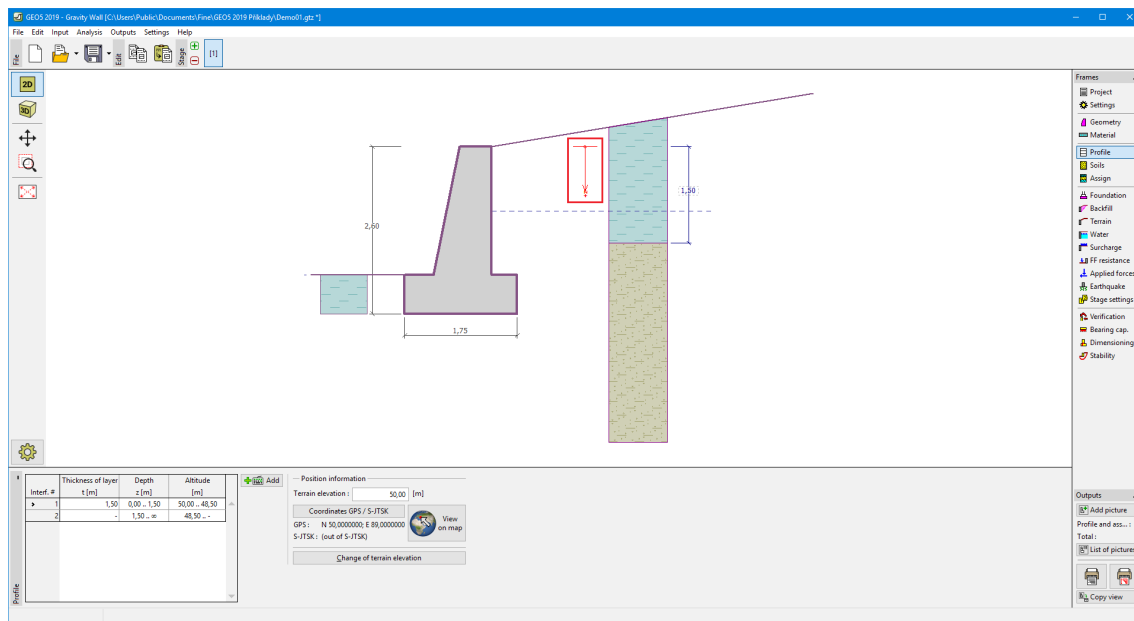 GEO5 2019 - Gravity Wall [C:\Users\Public\Documents\Fine\GEO5 2019 Příklady\Demo01.gtz *]
File Edit Input Analysis Outputs Settings Help
File
Edit
Stage
[1]
2D
3D
2,60
1,75
1,50
Frames
Project
Settings
Geometry
Material
Profile
Soils
Assign
Foundation
Backfill
Terrain
Water
Surcharge
FF resistance
Applied forces
Earthquake
Stage settings
Verification
Bearing cap.
Dimensioning
Stability
Outputs
Add picture
Profile and ass... :
Total :
List of pictures
Copy view
Profile
Interf. # Thickness of layer t [m] Depth z [m] Altitude [m]
1 1,50 0,00 .. 1,50 50,00 .. 48,50
2 - 1,50 .. ∞ 48,50 .. -
Add
Position information
Terrain elevation : 50,00 [m]
Coordinates GPS / S-JTSK
GPS : N 50,0000000; E 89,0000000
S-JTSK : (out of S-JTSK)
View on map
Change of terrain elevation